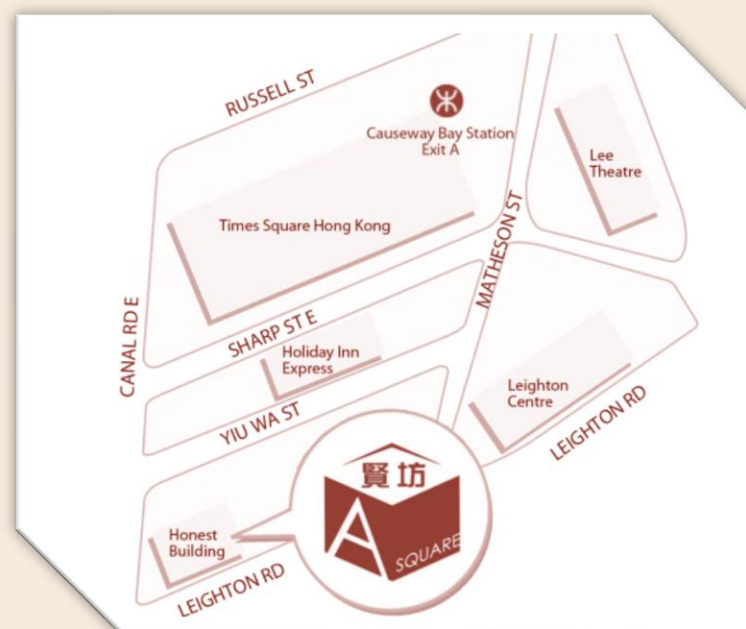 RUSSELL ST
Causeway Bay Station
Exit A
Lee
Theatre
Times Square Hong Kong
MATHESON ST
CANAL RD E
SHARP ST E
Holiday Inn
Express
Leighton
Centre
YIU WA ST
LEIGHTON RD
賢坊
A
SQUARE
Honest
Building
LEIGHTON RD